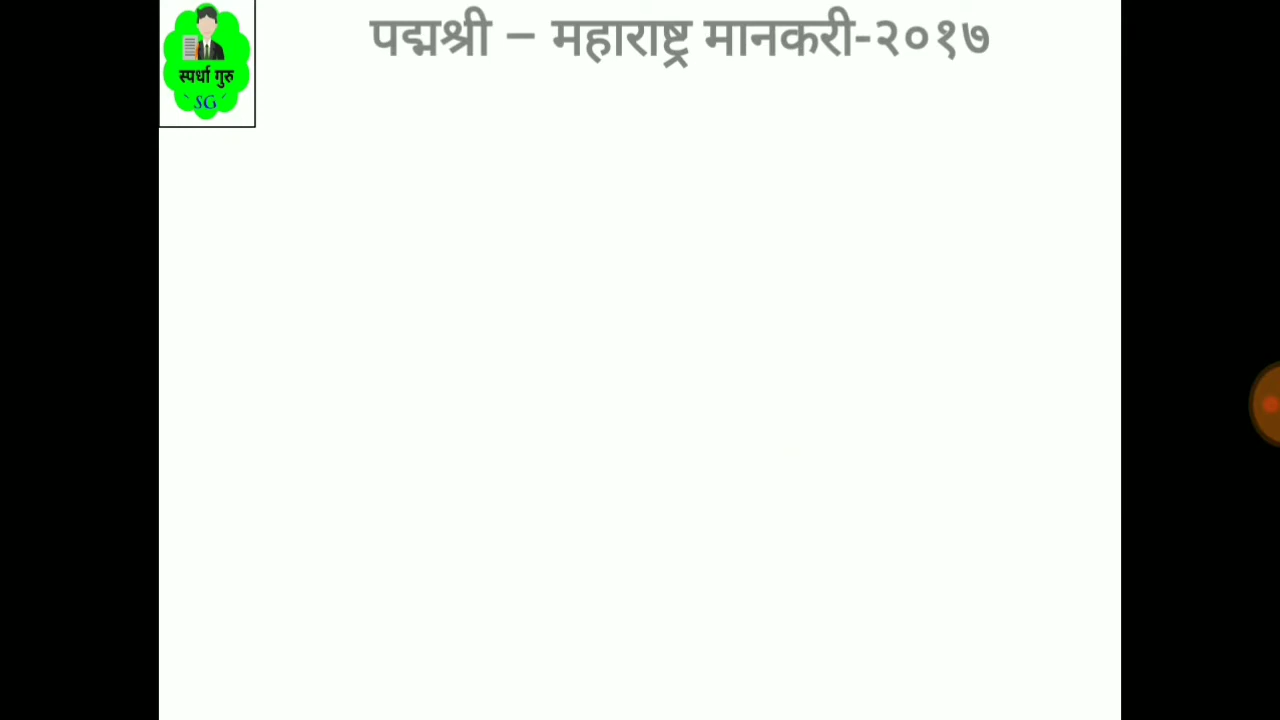 पद्मश्री – महाराष्ट्र मानकरी-२०१७
स्पर्धा गुरु
` SG ´